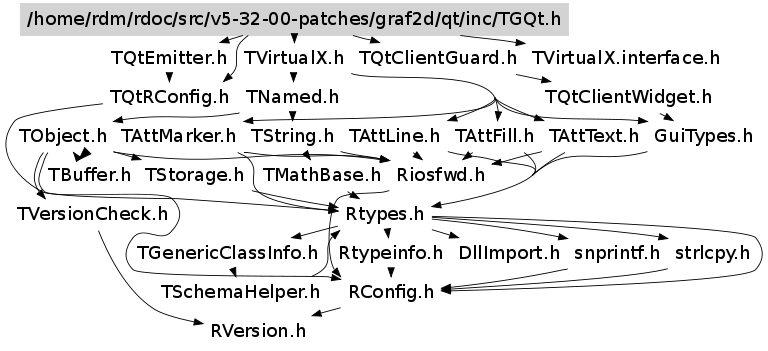 /home/rdm/rdoc/src/v5-32-00-patches/graf2d/qt/inc/TGQt.h
TQtEmitter.h TVirtualX.h TQtClientGuard.h TVirtualX.interface.h
TQtRConfig.h TNamed.h TQtClientWidget.h
TObject.h TAttMarker.h TString.h TAttLine.h TAttFill.h TAttText.h GuiTypes.h
TBuffer.h TStorage.h TMathBase.h Riosfwd.h
TVersionCheck.h Rtypes.h
TGenericClassInfo.h Rtypeinfo.h DllImport.h snprintf.h strlcpy.h
TSchemaHelper.h RConfig.h
RVersion.h